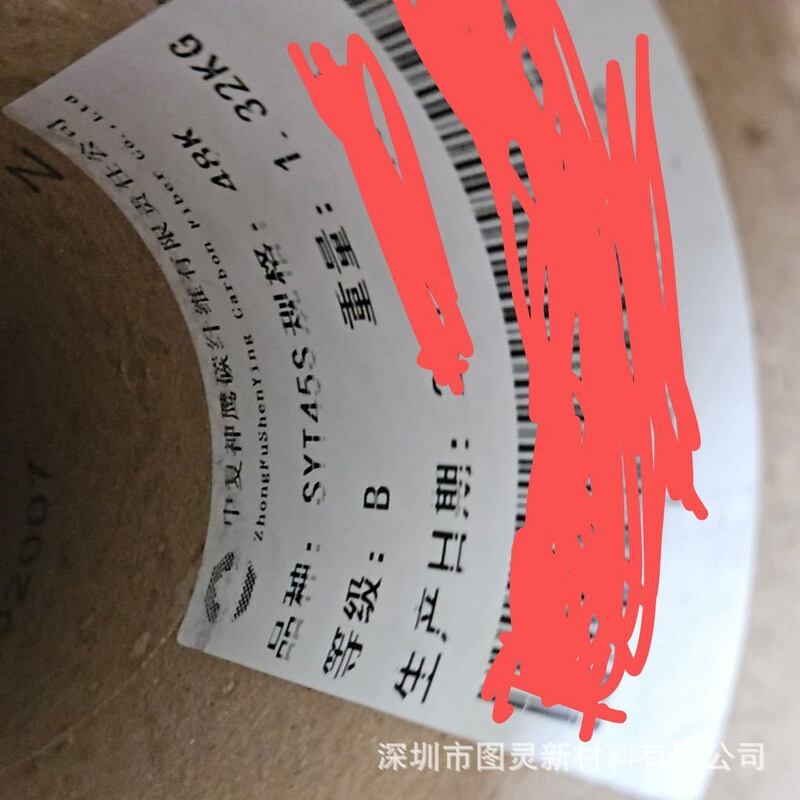 中复神鹰碳纤维有限责任公司
ZhongFuShenYing Carbon Fiber Co.,Ltd
品种：SYT45S 规格：48K
等级：B 重量：1.32KG
生产日期：
2007
N
深圳市图灵新材料有限公司